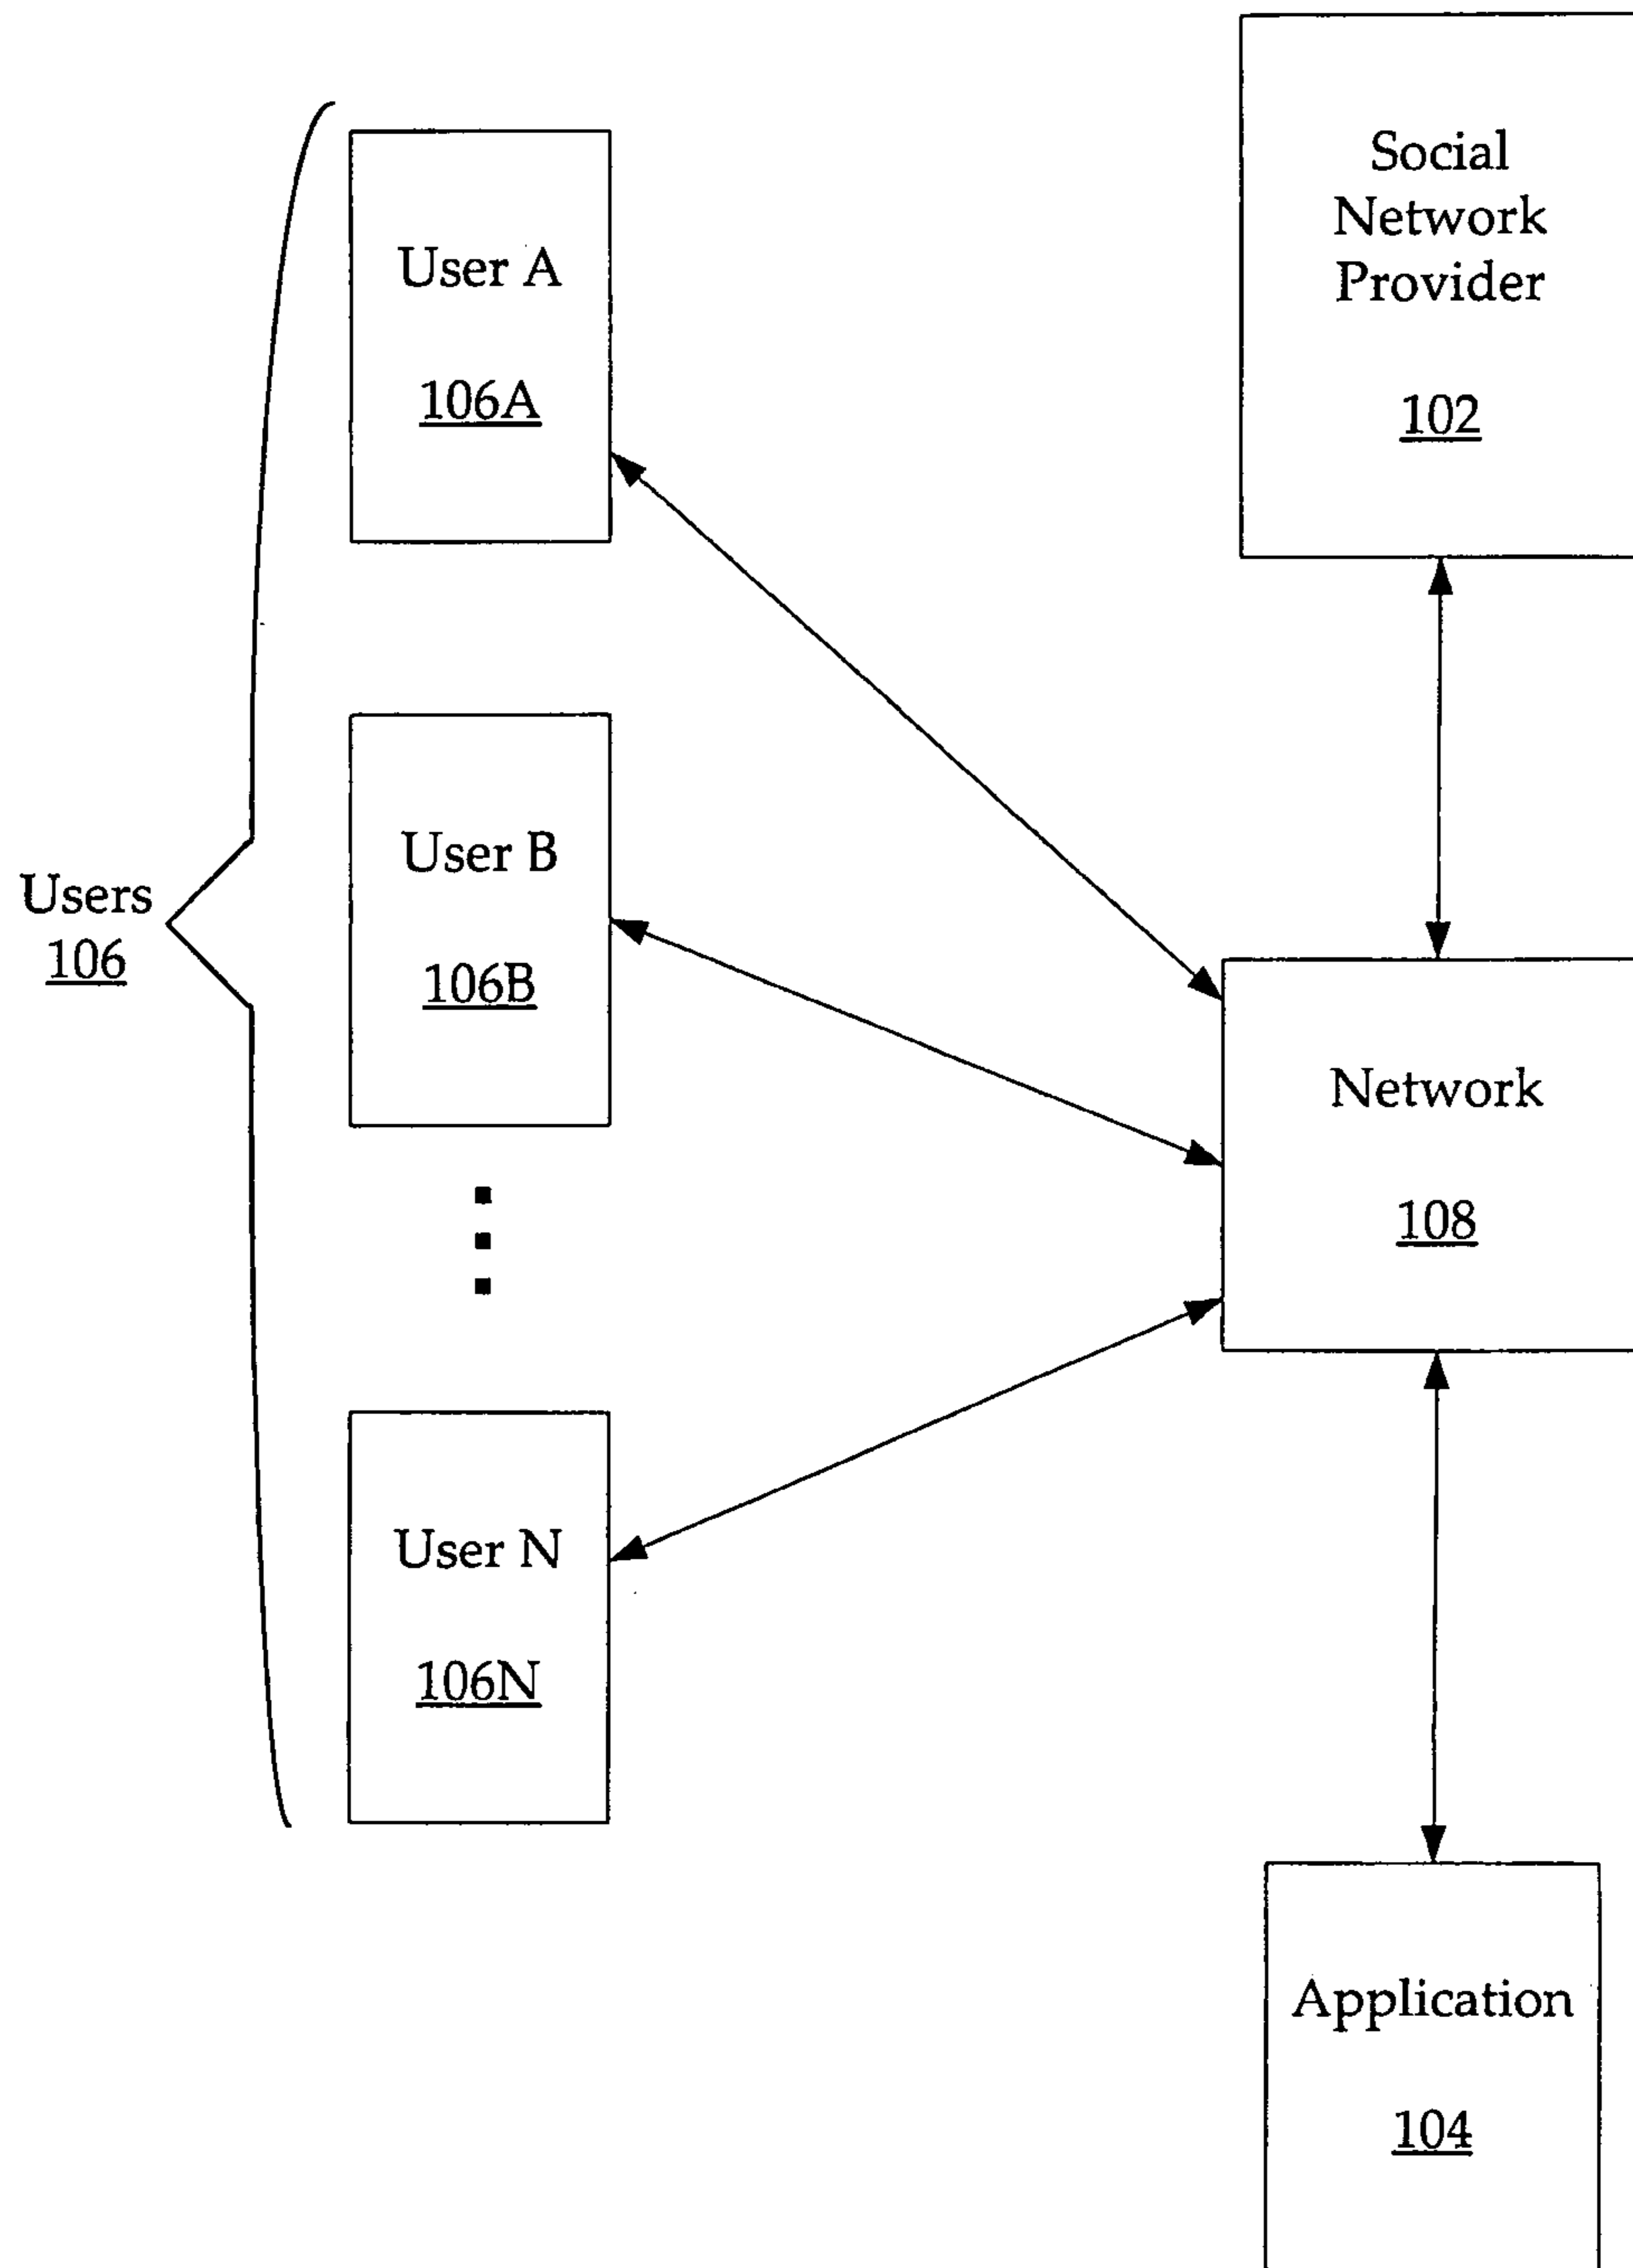 Social
Network
Provider
102
User A
106A
User B
106B
Users
106
Network
108
User N
106N
Application
104